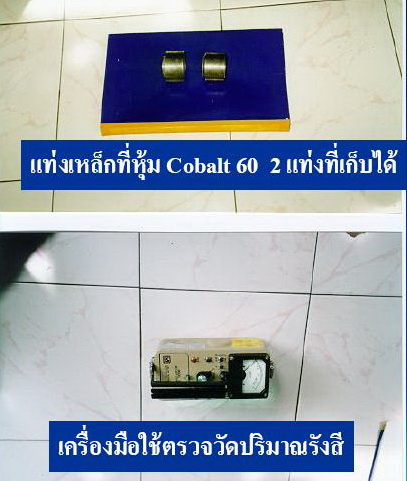 แท่งเหล็กที่หุ้ม Cobalt 60 2 แท่งที่เก็บได้
เครื่องมือใช้ตรวจวัดปริมาณรังสี